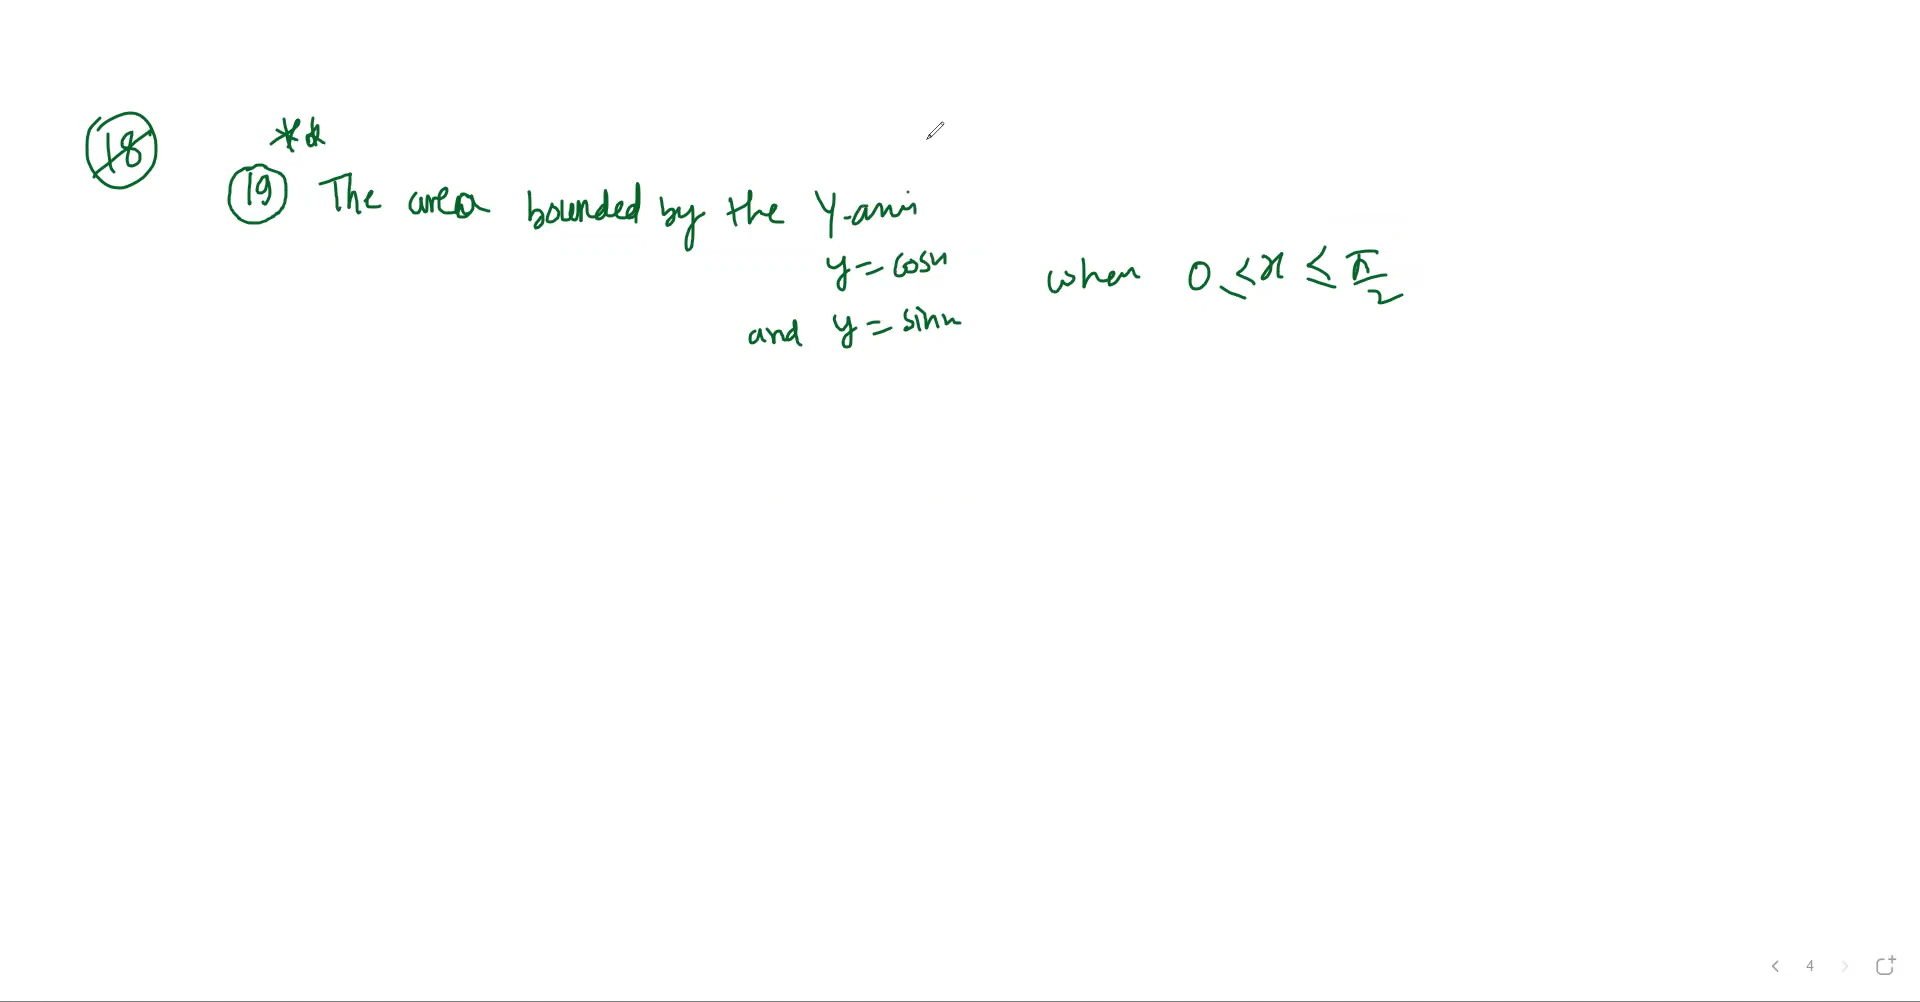 18
**
19 The area bounded by the Y-axis
y = cosx when 0 ≤ x ≤ π/2
and y = sinx
4